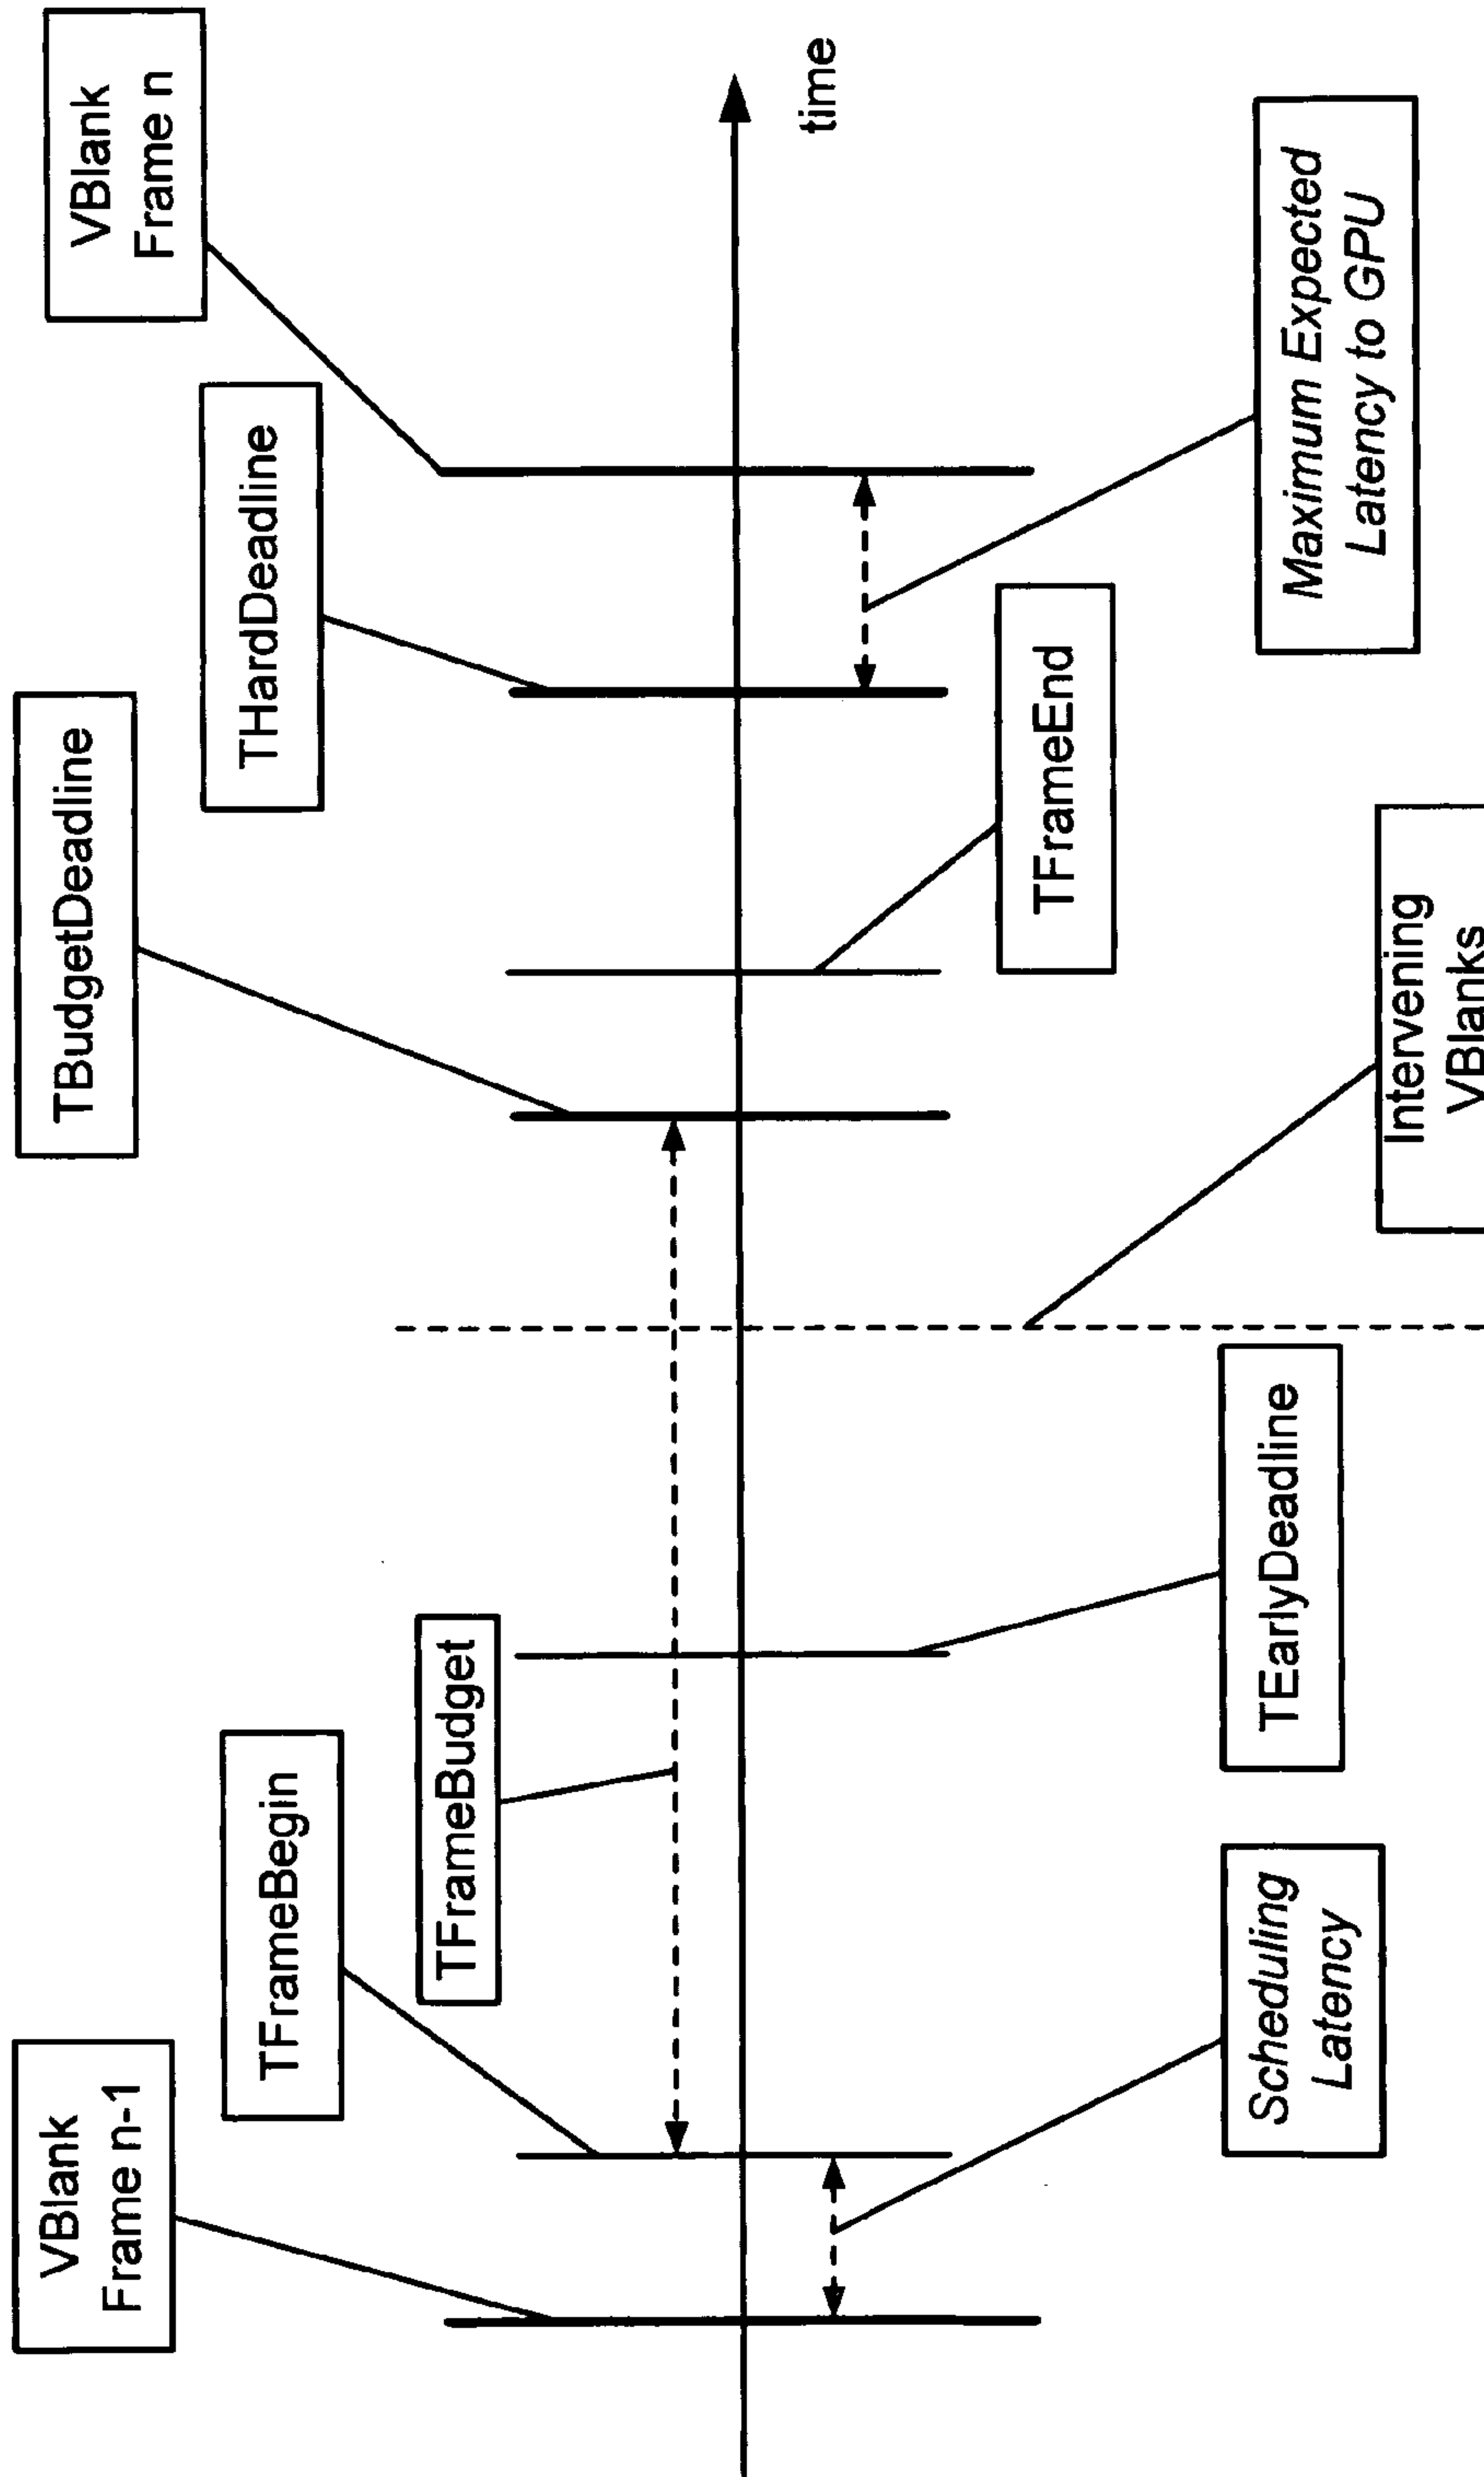 VBlank
Frame n-1
TFrameBegin
TFrameBudget
TBudgetDeadline
THardDeadline
VBlank
Frame n
time
Scheduling
Latency
TEarlyDeadline
Intervening
VBlanks
TFrameEnd
Maximum Expected
Latency to GPU